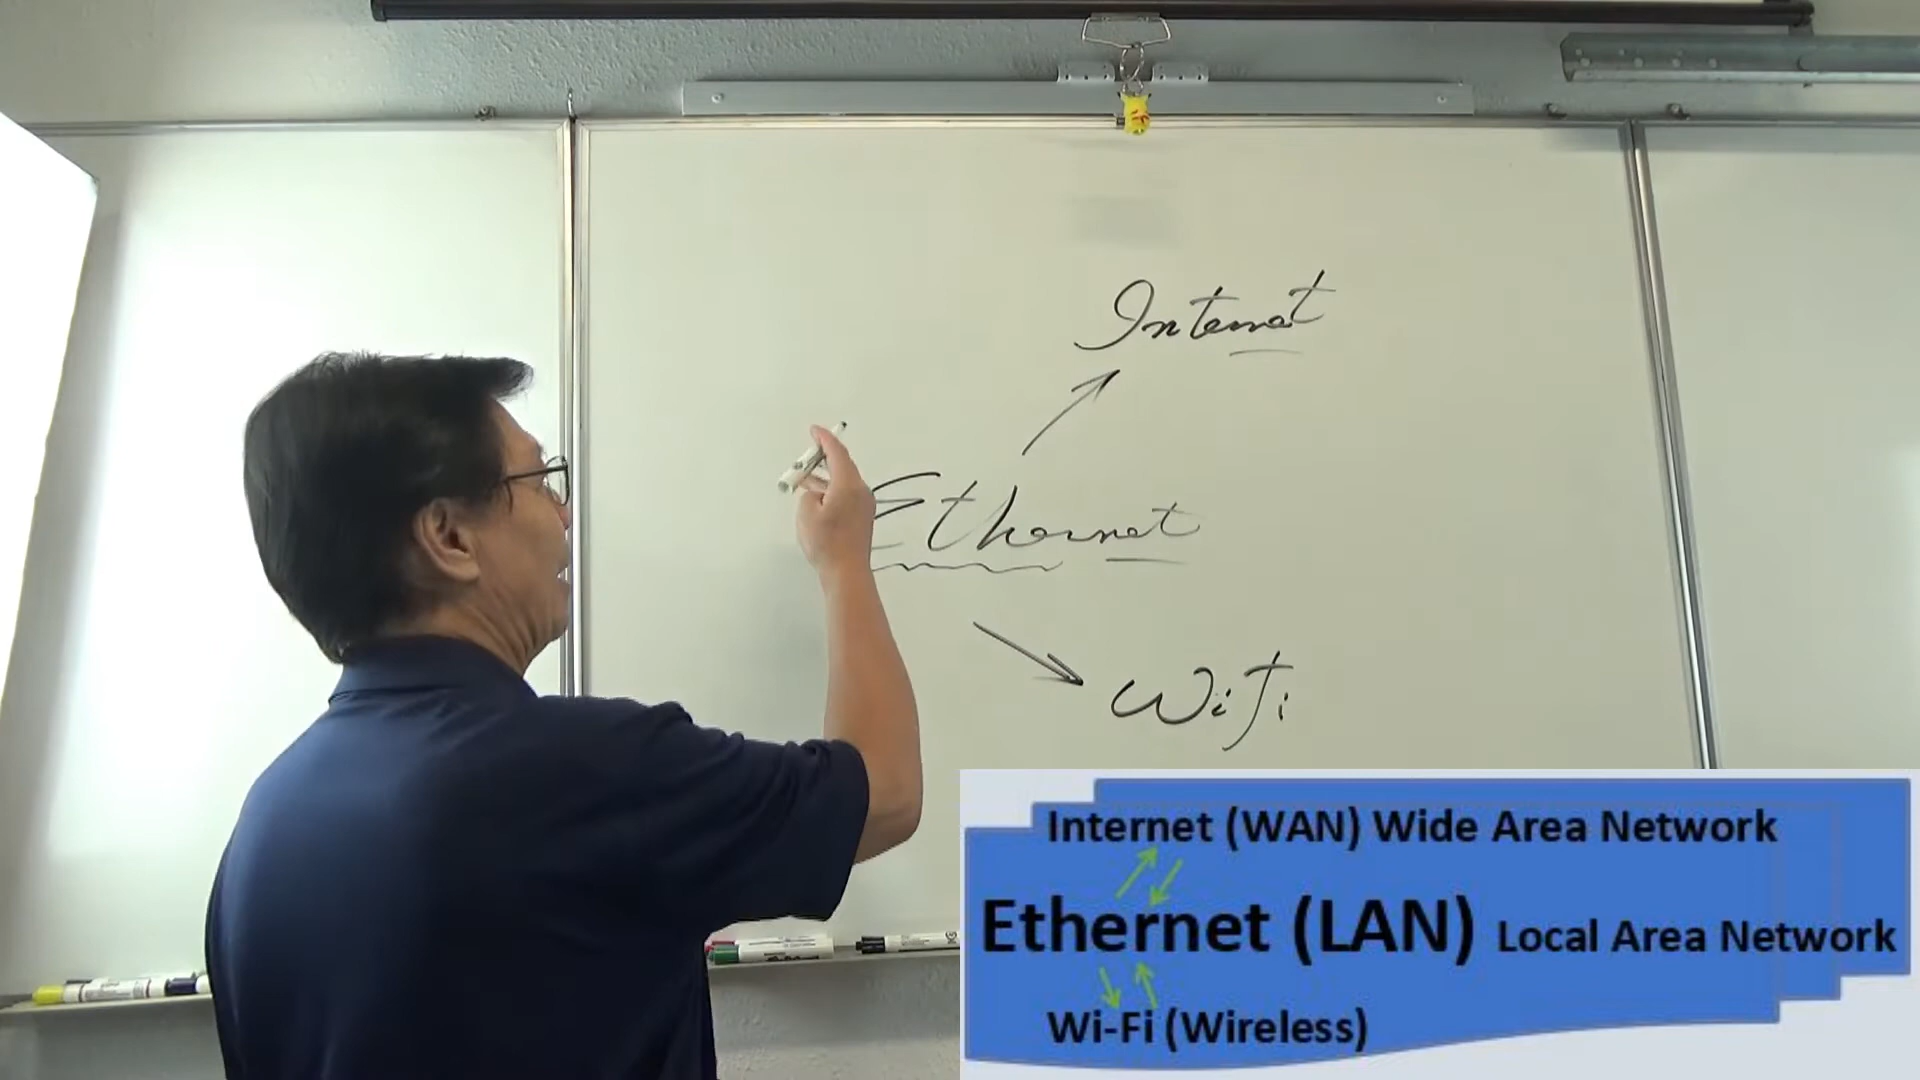 Internet
Ethernet
WiFi
Internet (WAN) Wide Area Network
Ethernet (LAN) Local Area Network
Wi-Fi (Wireless)